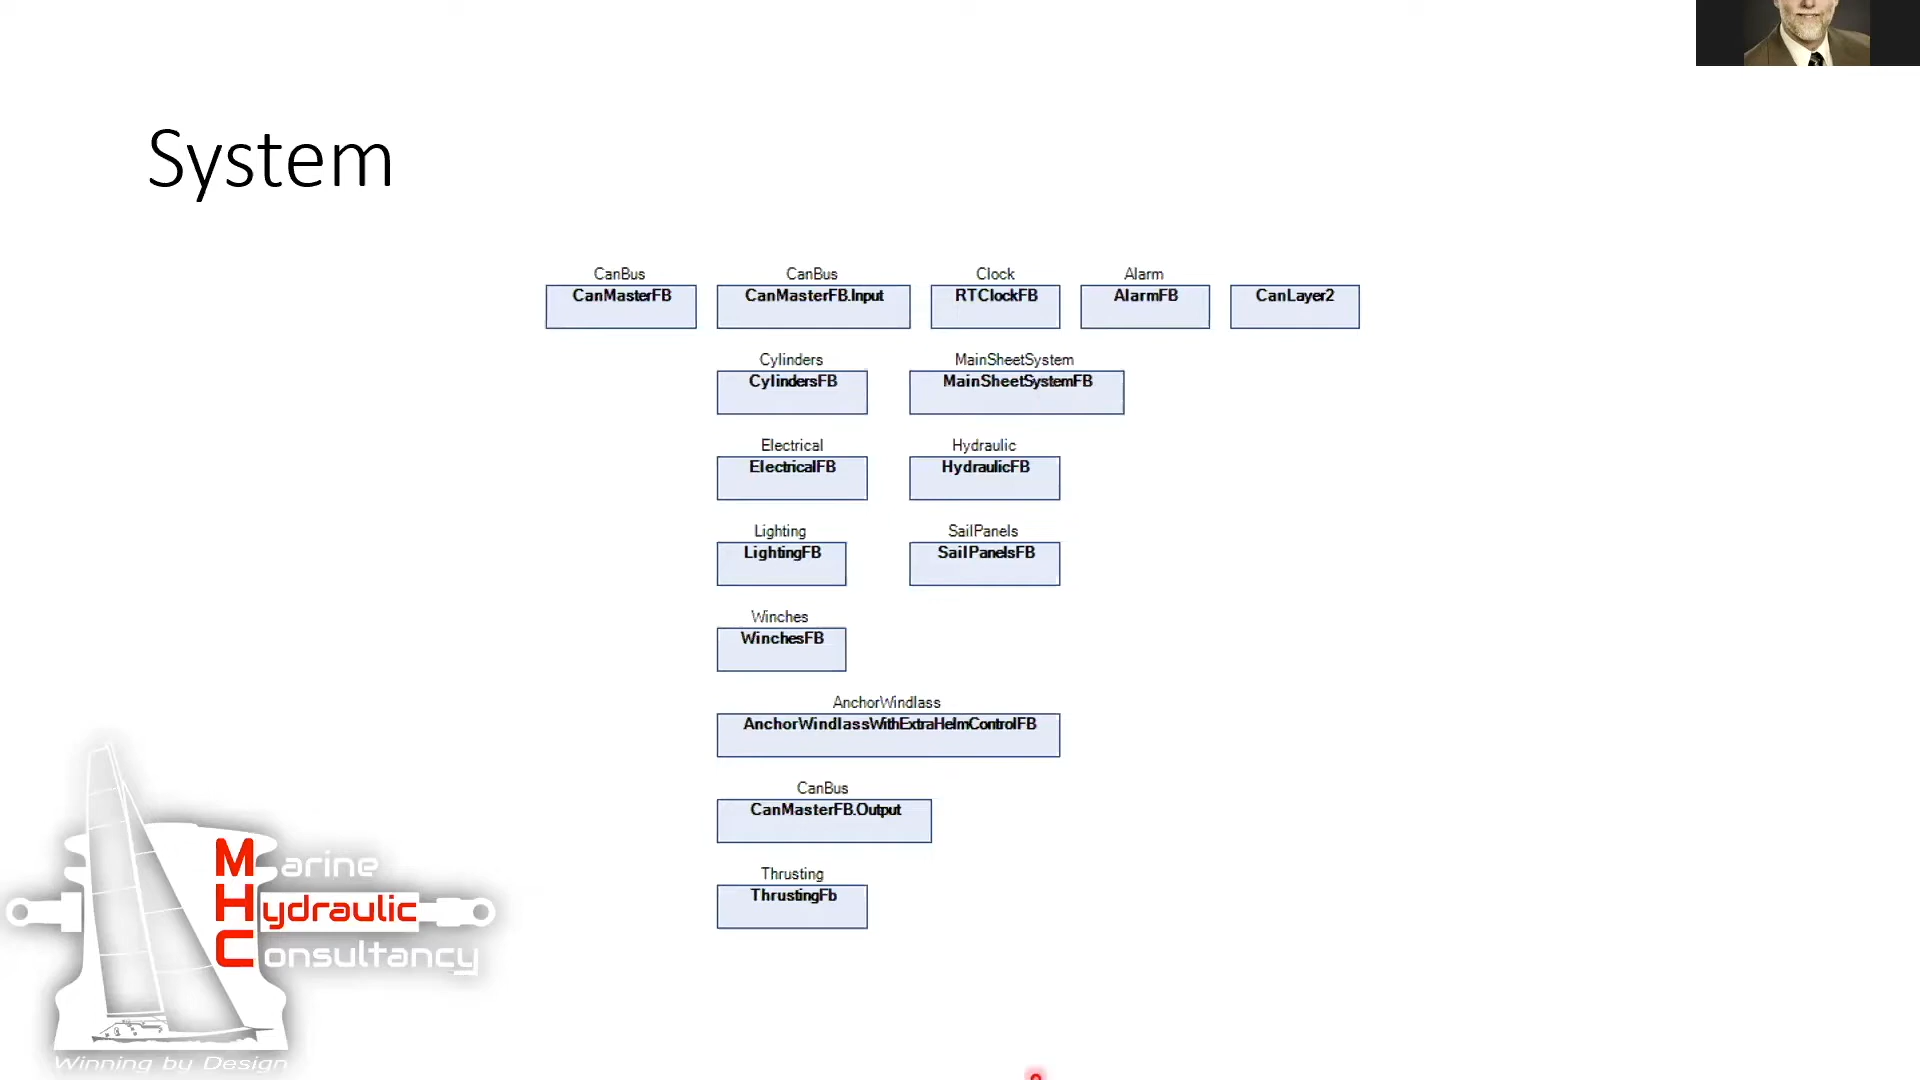 System
CanBus CanBus Clock Alarm
CanMasterFB CanMasterFB.Input RTClockFB AlarmFB CanLayer2
Cylinders MainSheetSystem
CylindersFB MainSheetSystemFB
Electrical Hydraulic
ElectricalFB HydraulicFB
Lighting SailPanels
LightingFB SailPanelsFB
Winches
WinchesFB
AnchorWindlass
AnchorWindlassWithExtraHelmControlFB
CanBus
CanMasterFB.Output
Thrusting
ThrustingFb
Marine
Hydraulic
Consultancy
Winning by Design